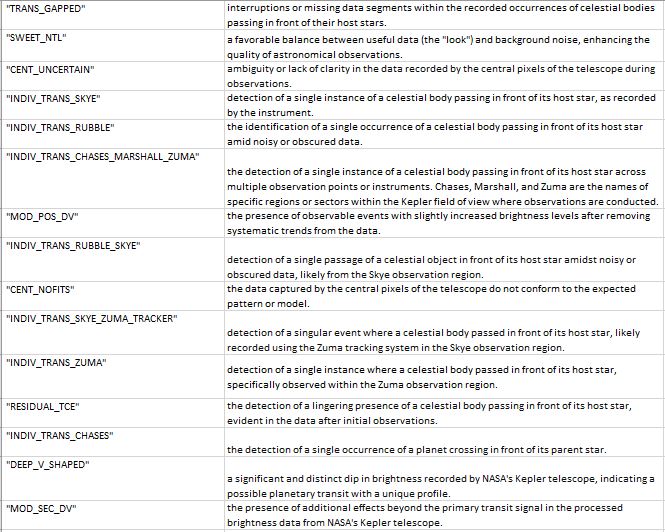 "TRANS_GAPPED"
interruptions or missing data segments within the recorded occurrences of celestial bodies
passing in front of their host stars.
"SWEET_NTL"
a favorable balance between useful data (the "look") and background noise, enhancing the
quality of astronomical observations.
"CENT_UNCERTAIN"
ambiguity or lack of clarity in the data recorded by the central pixels of the telescope during
observations.
"INDIV_TRANS_SKYE"
detection of a single instance of a celestial body passing in front of its host star, as recorded
by the instrument.
"INDIV_TRANS_RUBBLE"
the identification of a single occurrence of a celestial body passing in front of its host star
amid noisy or obscured data.
"INDIV_TRANS_CHASES_MARSHALL_ZUMA"
the detection of a single instance of a celestial body passing in front of its host star across
multiple observation points or instruments. Chases, Marshall, and Zuma are the names of
specific regions or sectors within the Kepler field of view where observations are conducted.
"MOD_POS_DV"
the presence of observable events with slightly increased brightness levels after removing
systematic trends from the data.
"INDIV_TRANS_RUBBLE_SKYE"
detection of a single passage of a celestial object in front of its host star amidst noisy or
obscured data, likely from the Skye observation region.
"CENT_NOFITS"
the data captured by the central pixels of the telescope do not conform to the expected
pattern or model.
"INDIV_TRANS_SKYE_ZUMA_TRACKER"
detection of a singular event where a celestial body passed in front of its host star, likely
recorded using the Zuma tracking system in the Skye observation region.
"INDIV_TRANS_ZUMA"
detection of a single instance where a celestial body passed in front of its host star,
specifically observed within the Zuma observation region.
"RESIDUAL_TCE"
the detection of a lingering presence of a celestial body passing in front of its host star,
evident in the data after initial observations.
"INDIV_TRANS_CHASES"
the detection of a single occurrence of a planet crossing in front of its parent star.
"DEEP_V_SHAPED"
a significant and distinct dip in brightness recorded by NASA's Kepler telescope, indicating a
possible planetary transit with a unique profile.
"MOD_SEC_DV"
the presence of additional effects beyond the primary transit signal in the processed
brightness data from NASA's Kepler telescope.